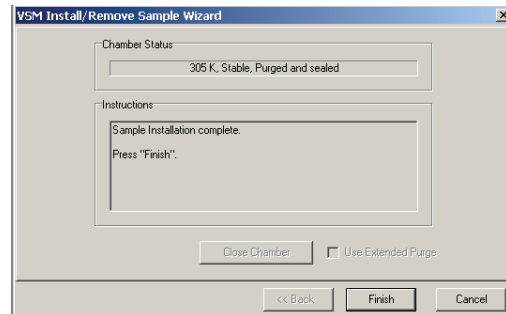 VSM Install/Remove Sample Wizard
Chamber Status
305 K, Stable, Purged and sealed
Instructions
Sample Installation complete.
Press "Finish".
Close Chamber
Use Extended Purge
<< Back
Finish
Cancel